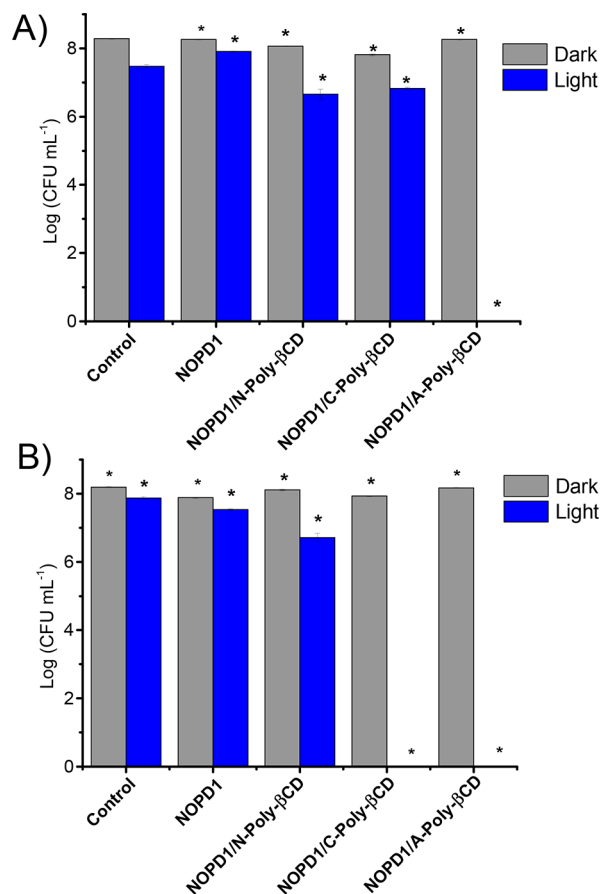 A)
8
6
4
2
0
Log (CFU mL-1)
* * * * * * * *
Dark
Light
Control
NOPD1
NOPD1/N-Poly-βCD
NOPD1/C-Poly-βCD
NOPD1/A-Poly-βCD
B)
8
6
4
2
0
Log (CFU mL-1)
* * * * * * * * * *
Dark
Light
Control
NOPD1
NOPD1/N-Poly-βCD
NOPD1/C-Poly-βCD
NOPD1/A-Poly-βCD